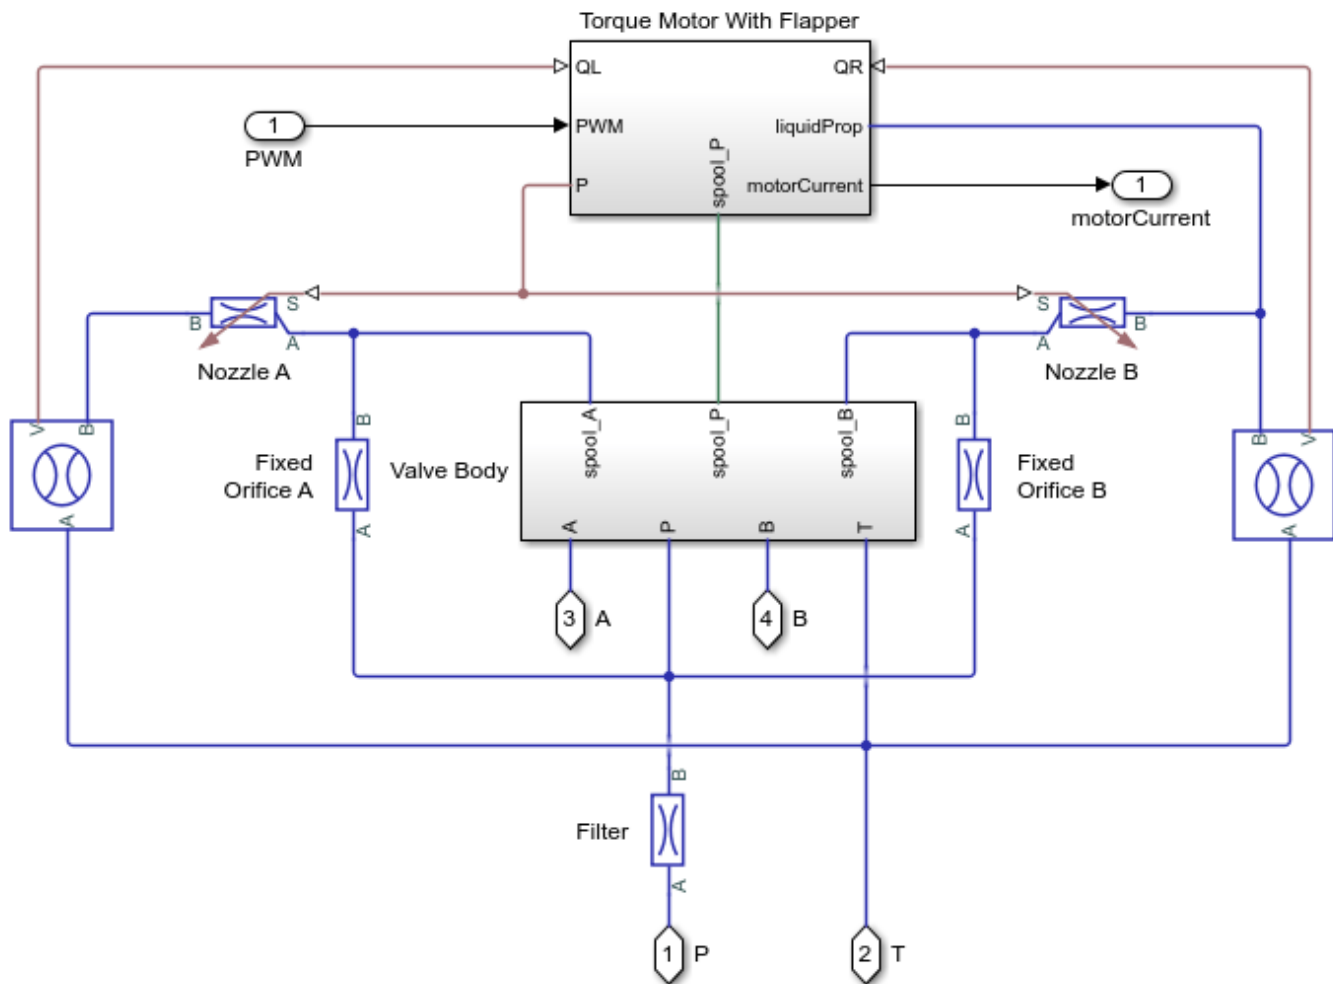 Torque Motor With Flapper
QL
QR
1
PWM
PWM
liquidProp
spool_P
P
motorCurrent
1
motorCurrent
S
S
B
A
A
B
Nozzle A
Nozzle B
V
B
B
spool_A
spool_P
spool_B
B
B
V
Fixed
Orifice A
Valve Body
Fixed
Orifice B
A
A
A
P
B
T
A
A
3
A
4
B
B
Filter
A
1
P
2
T